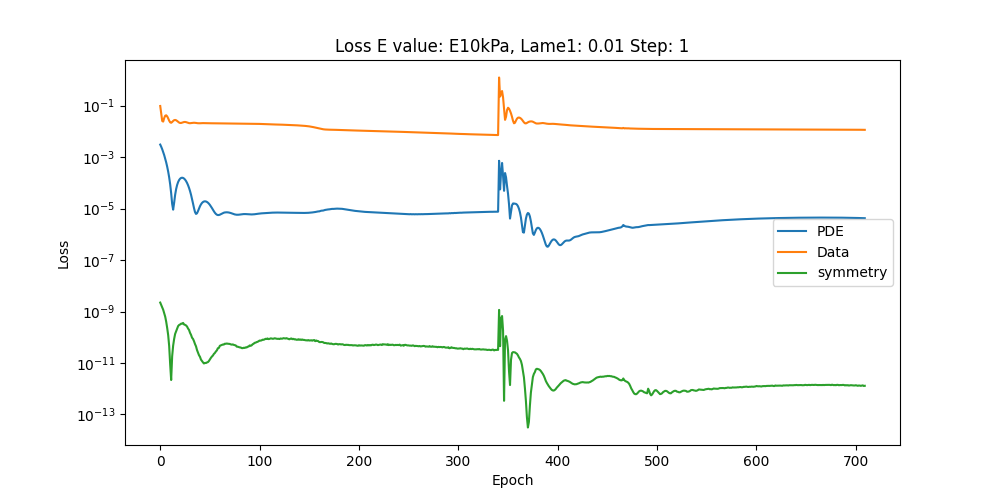 Loss E value: E10kPa, Lame1: 0.01 Step: 1
Loss
10⁻¹
10⁻³
10⁻⁵
10⁻⁷
10⁻⁹
10⁻¹¹
10⁻¹³
PDE
Data
symmetry
0 100 200 300 400 500 600 700
Epoch